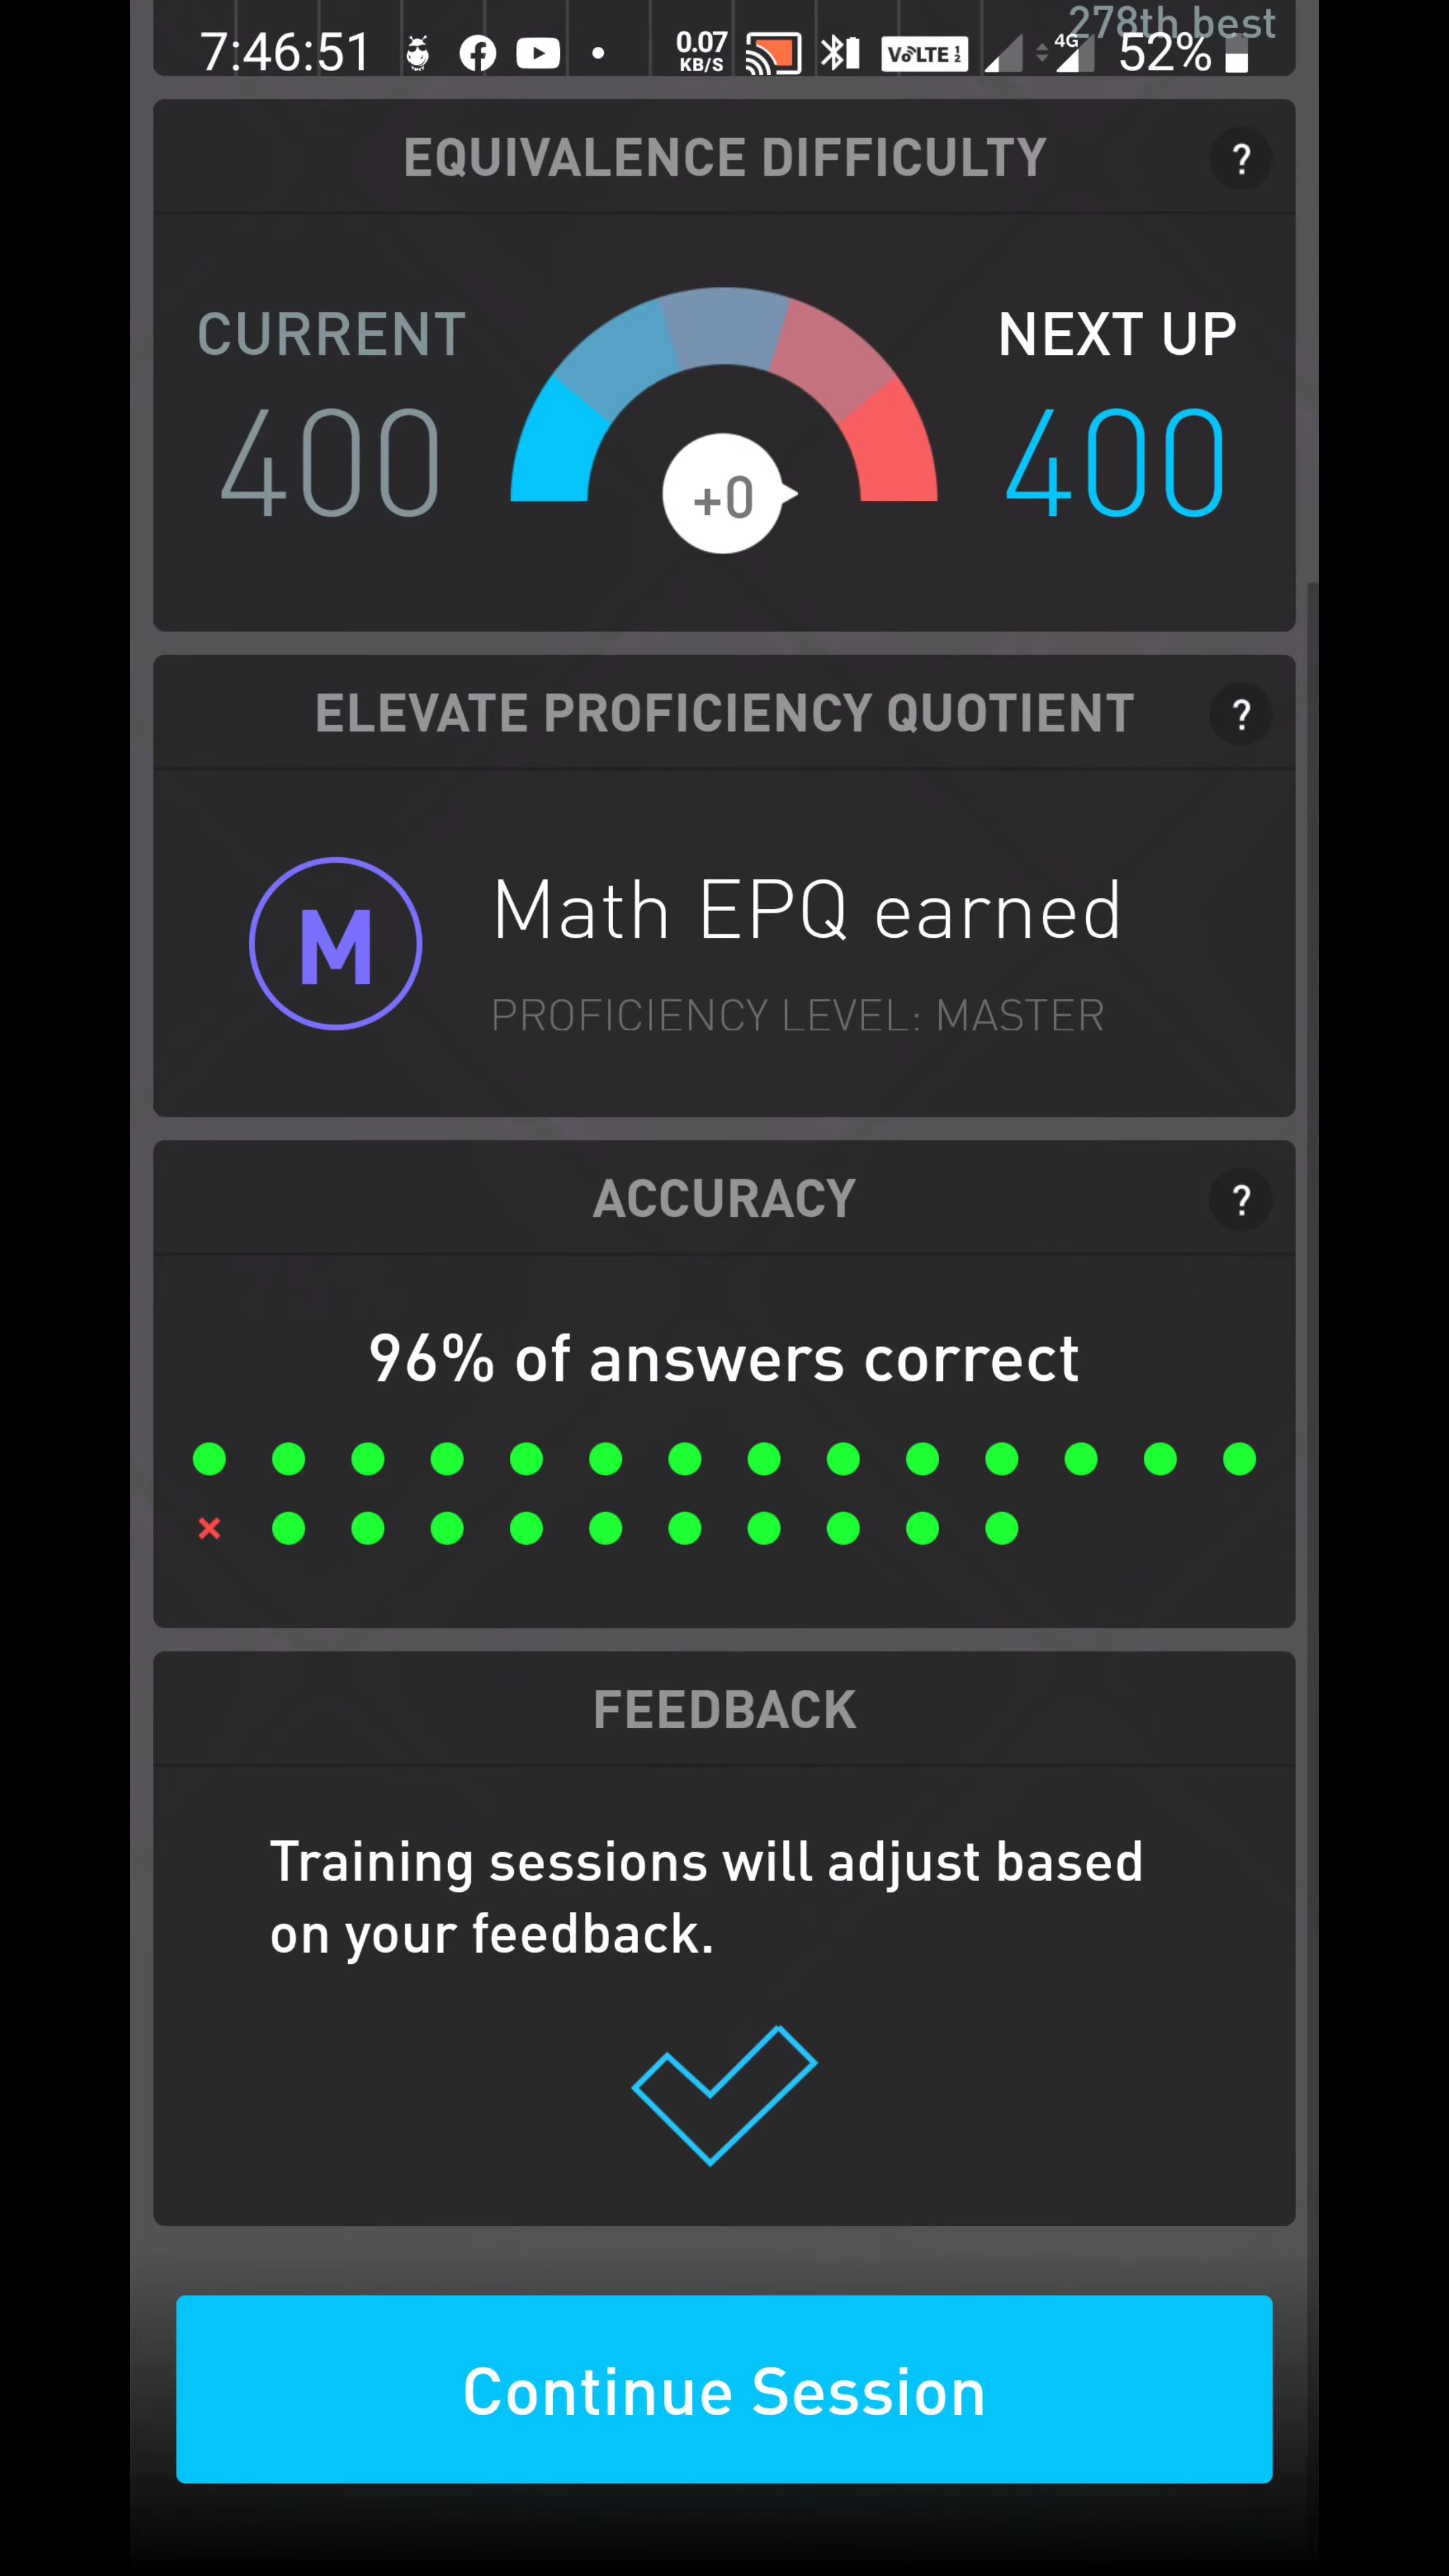 278th best
7:46:51 0.07 KB/S VoLTE 1 2 4G 52%
EQUIVALENCE DIFFICULTY ?
CURRENT NEXT UP
400 +0 400
ELEVATE PROFICIENCY QUOTIENT ?
M Math EPQ earned
PROFICIENCY LEVEL: MASTER
ACCURACY ?
96% of answers correct
FEEDBACK
Training sessions will adjust based
on your feedback.
Continue Session